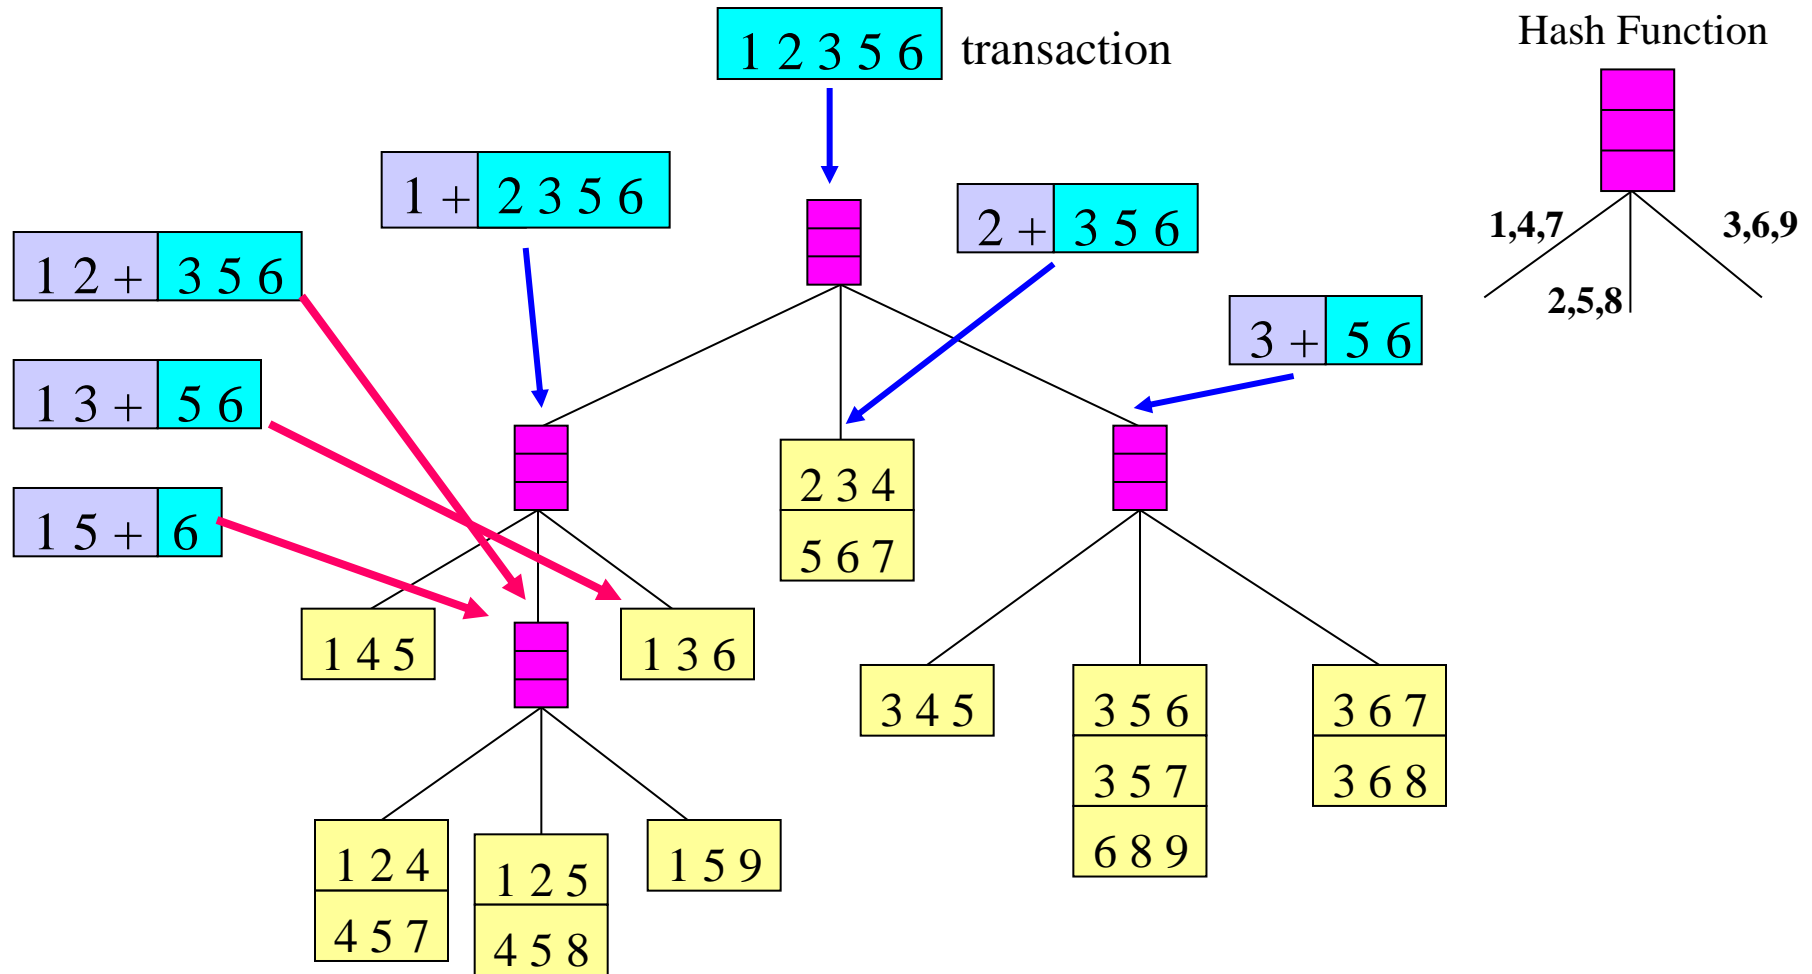 1 2 3 5 6 transaction
Hash Function
1,4,7
2,5,8
3,6,9
1 + 2 3 5 6
2 + 3 5 6
3 + 5 6
1 2 + 3 5 6
1 3 + 5 6
1 5 + 6
2 3 4
5 6 7
1 4 5
1 3 6
3 4 5
3 5 6
3 5 7
6 8 9
3 6 7
3 6 8
1 2 4
4 5 7
1 2 5
4 5 8
1 5 9